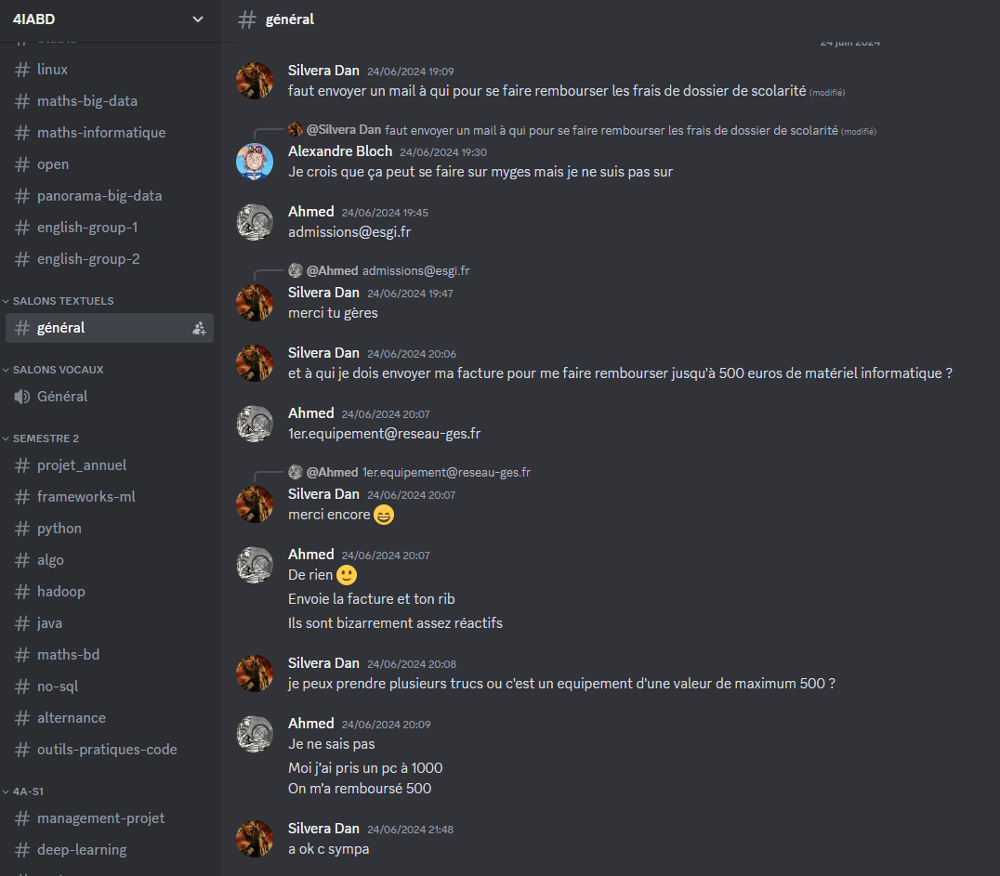 4IABD
linux
maths-big-data
maths-informatique
open
panorama-big-data
english-group-1
english-group-2
SALONS TEXTUELS
général
SALONS VOCAUX
Général
SEMESTRE 2
projet_annuel
frameworks-ml
python
algo
hadoop
java
maths-bd
no-sql
alternance
outils-pratiques-code
4A-S1
management-projet
deep-learning
général
24 juin 2024
Silvera Dan 24/06/2024 19:09
faut envoyer un mail à qui pour se faire rembourser les frais de dossier de scolarité (modifié)
@Silvera Dan faut envoyer un mail à qui pour se faire rembourser les frais de dossier de scolarité (modifié)
Alexandre Bloch 24/06/2024 19:30
Je crois que ça peut se faire sur myges mais je ne suis pas sur
Ahmed 24/06/2024 19:45
admissions@esgi.fr
@Ahmed admissions@esgi.fr
Silvera Dan 24/06/2024 19:47
merci tu gères
Silvera Dan 24/06/2024 20:06
et à qui je dois envoyer ma facture pour me faire rembourser jusqu'à 500 euros de matériel informatique ?
Ahmed 24/06/2024 20:07
1er.equipement@reseau-ges.fr
@Ahmed 1er.equipement@reseau-ges.fr
Silvera Dan 24/06/2024 20:07
merci encore 😄
Ahmed 24/06/2024 20:07
De rien 🙂
Envoie la facture et ton rib
Ils sont bizarrement assez réactifs
Silvera Dan 24/06/2024 20:08
je peux prendre plusieurs trucs ou c'est un equipement d'une valeur de maximum 500 ?
Ahmed 24/06/2024 20:09
Je ne sais pas
Moi j'ai pris un pc à 1000
On m'a remboursé 500
Silvera Dan 24/06/2024 21:48
a ok c sympa